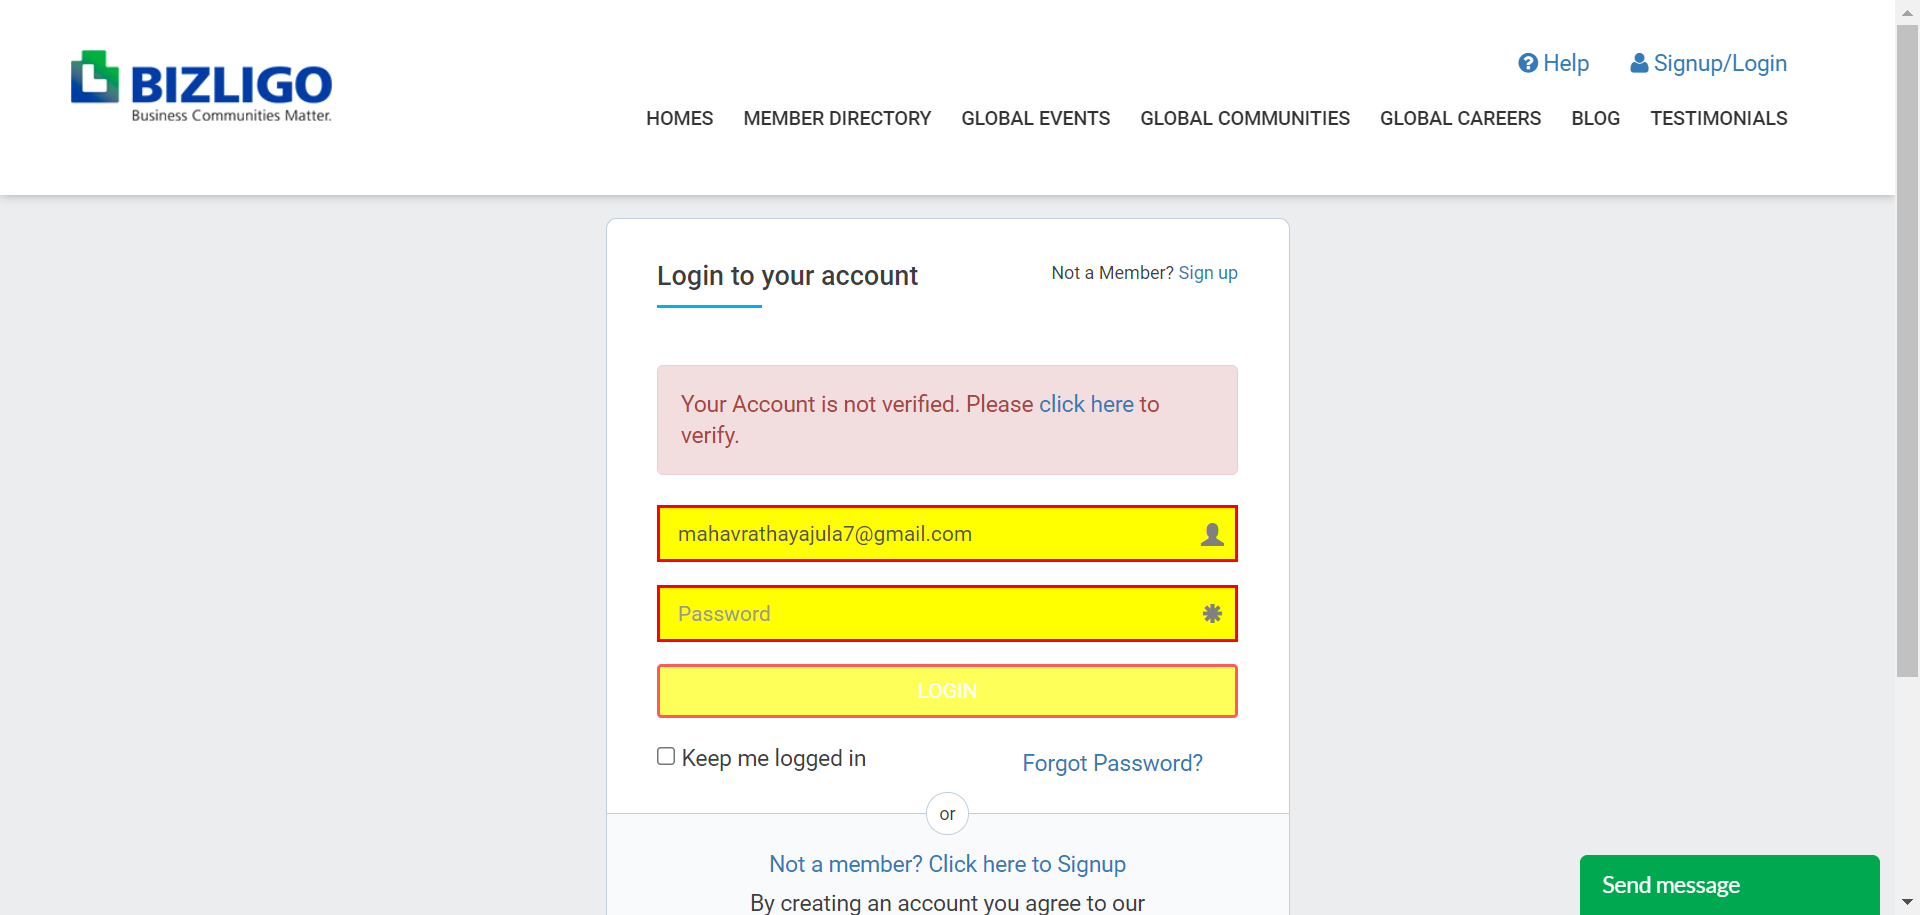 BIZLIGO
Business Communities Matter.
Help
Signup/Login
HOMES MEMBER DIRECTORY GLOBAL EVENTS GLOBAL COMMUNITIES GLOBAL CAREERS BLOG TESTIMONIALS
Login to your account
Not a Member? Sign up
Your Account is not verified. Please click here to
verify.
mahavrathayajula7@gmail.com
Password
LOGIN
Keep me logged in
Forgot Password?
or
Not a member? Click here to Signup
By creating an account you agree to our
Send message